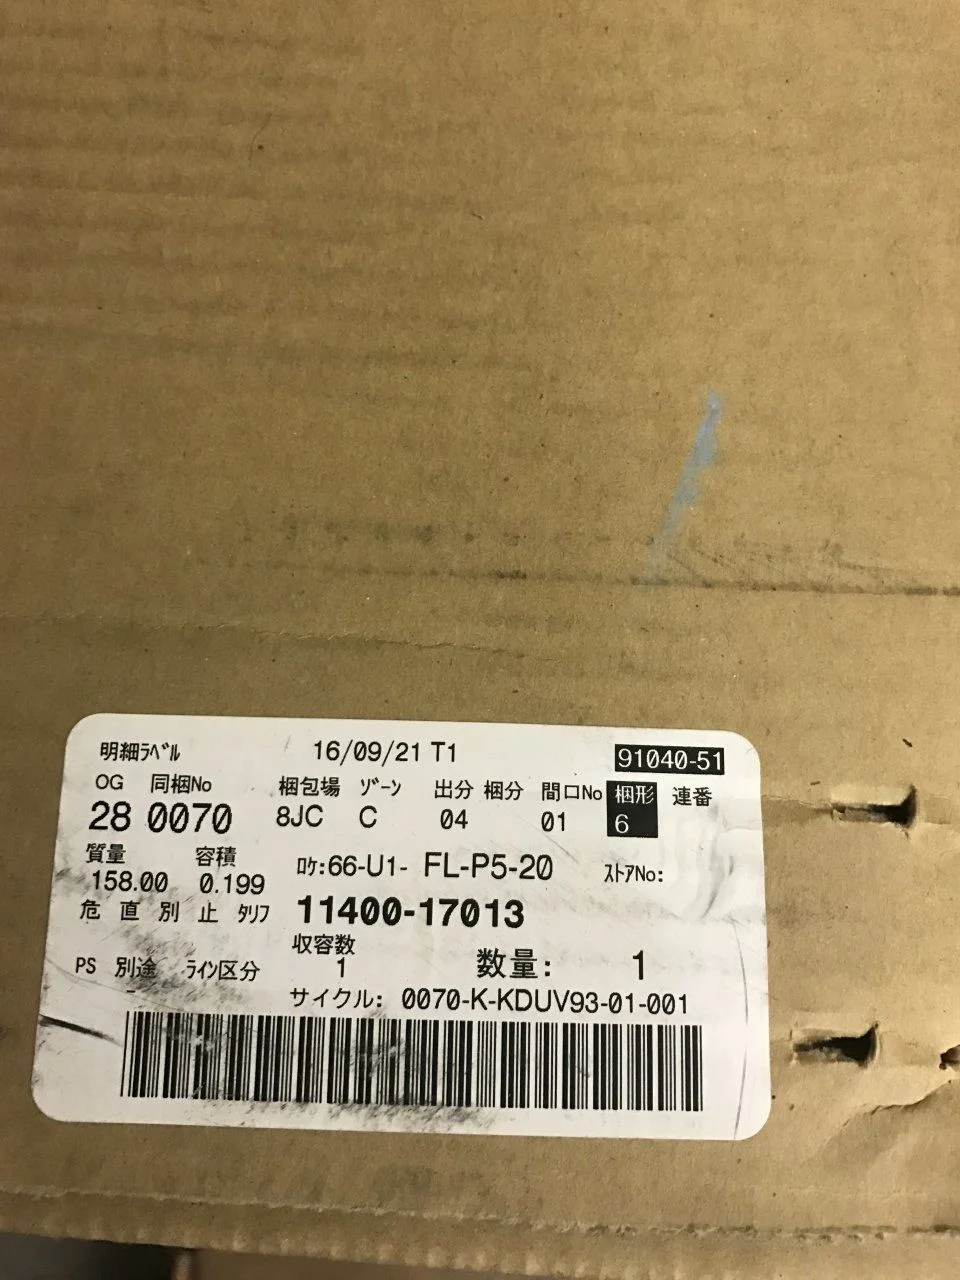 明細ﾗﾍﾞﾙ 16/09/21 T1 91040-51
OG 同梱No 梱包場 ｿﾞｰﾝ 出分 梱分 間口No 梱形 連番
28 0070 8JC C 04 01 6
質量 容積 ﾛｹ:66-U1- FL-P5-20 ｽﾄｱNo:
158.00 0.199
危 直 別 止 ﾀﾘﾌ 11400-17013
収容数
PS 別途 ﾗｲﾝ区分 1 数量: 1
サイクル: 0070-K-KDUV93-01-001